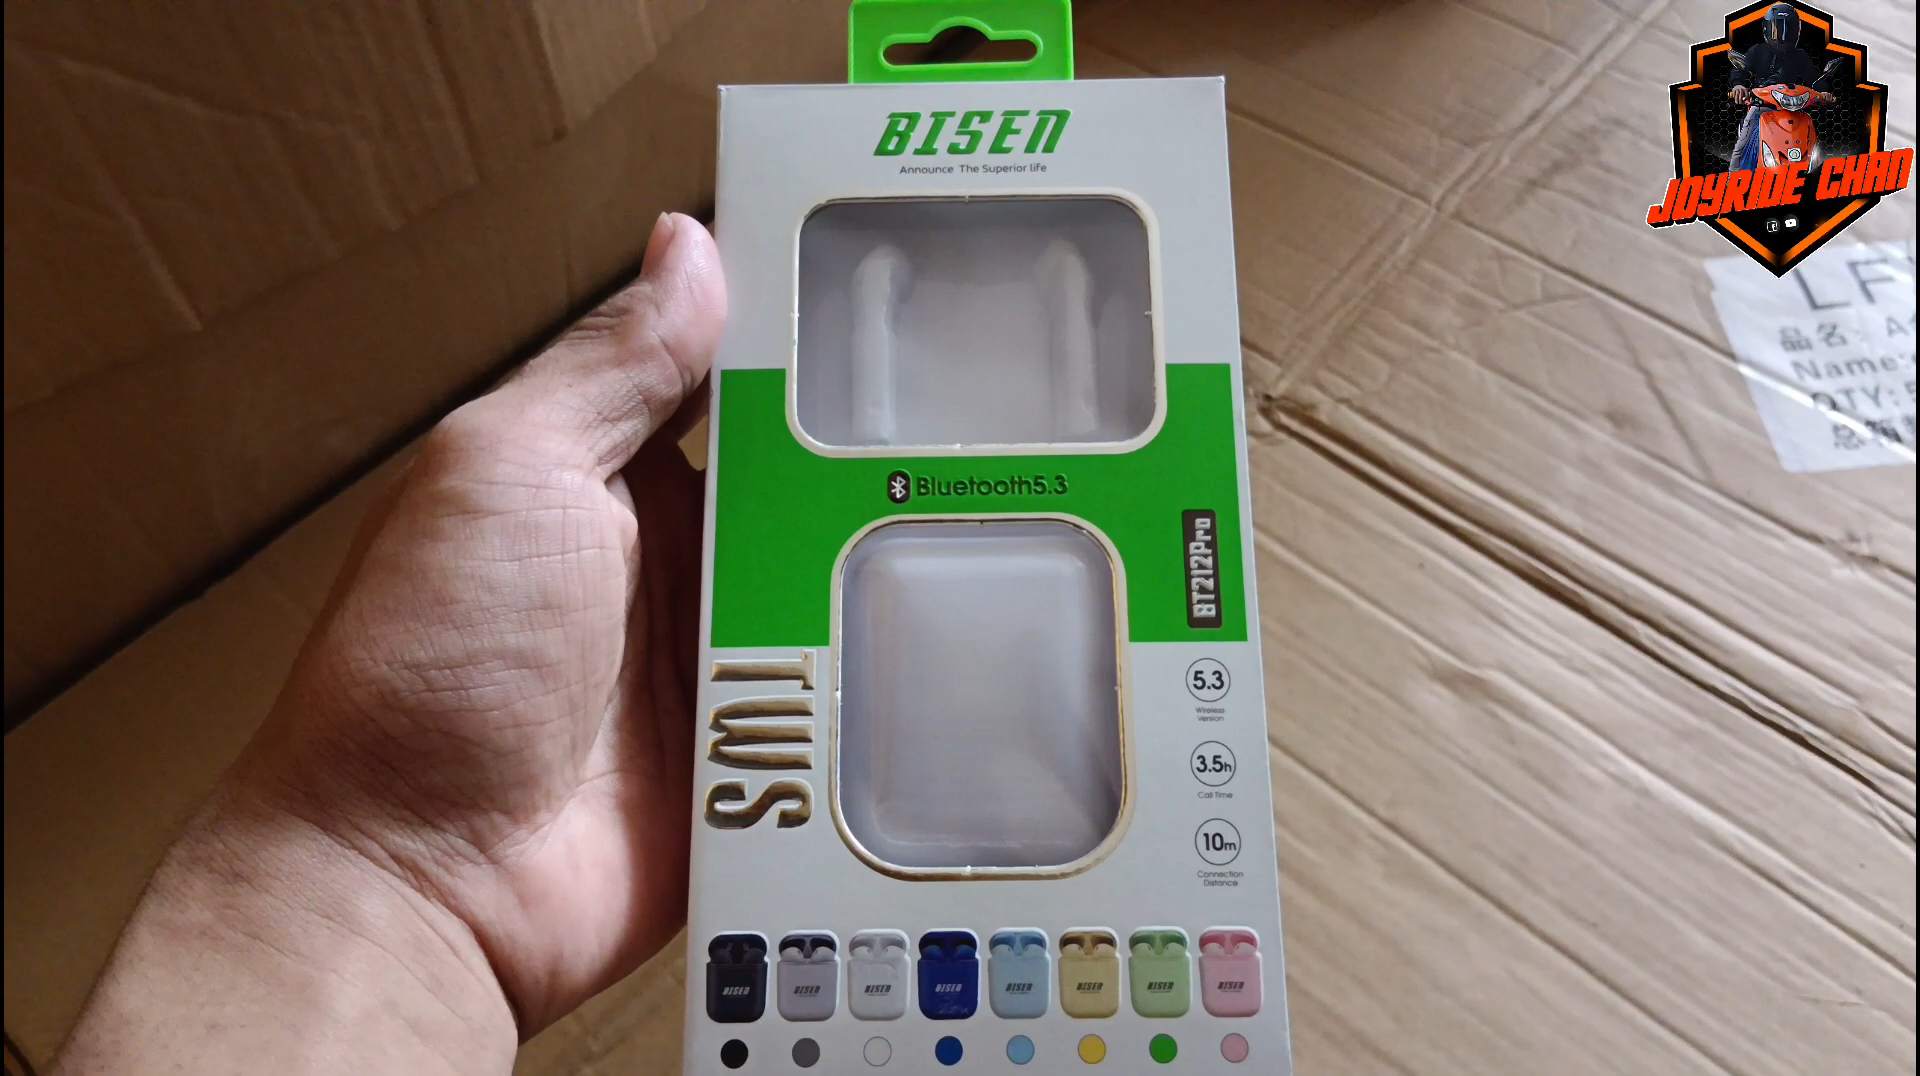 BISEN
Announce The Superior life
Bluetooth5.3
BT212Pro
TWS
5.3
Wireless
Version
3.5h
Call Time
10m
Connection
Distance
BISEN
BISEN
BISEN
BISEN
BISEN
BISEN
BISEN
BISEN
JOYRIDE CHAN
LF
品名: A
Name:
QTY: